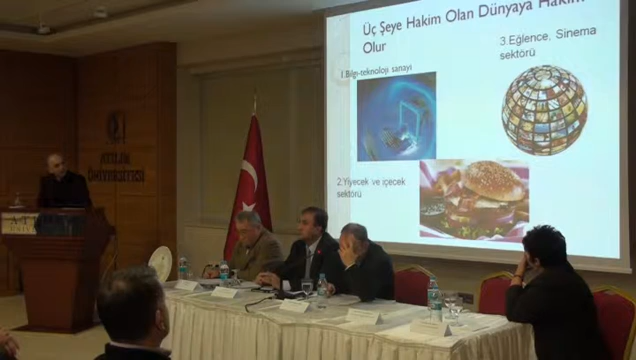 Üç Şeye Hakim Olan Dünyaya Hakim
Olur
1.Bilgi-teknoloji sanayi
3.Eğlence, Sinema
sektörü
2.Yiyecek ve içecek
sektörü
ATILIM
ÜNİVERSİTESİ